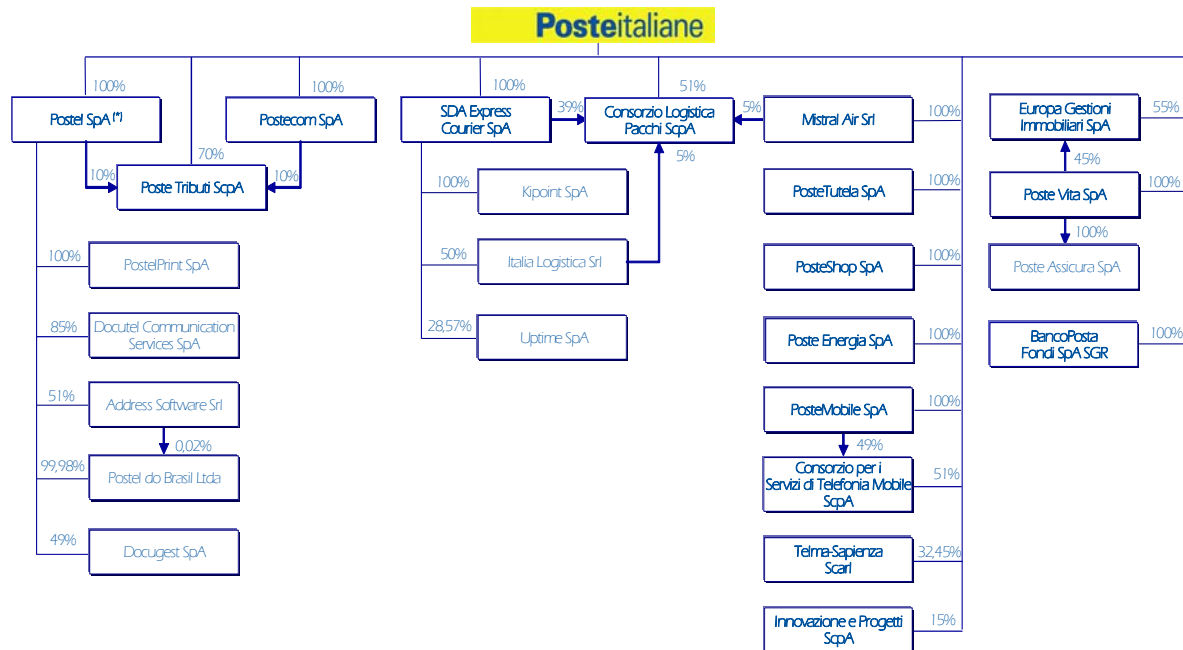 Posteitaliane
100%
100%
100%
51%
Postel SpA (*)
Postecom SpA
SDA Express
Courier SpA
39%
Consorzio Logistica
Pacchi ScpA
5%
Mistral Air Srl
100%
Europa Gestioni
Immobiliari SpA
55%
70%
5%
45%
10%
Poste Tributi ScpA
10%
100%
Kipoint SpA
PosteTutela SpA
100%
Poste Vita SpA
100%
100%
100%
PostelPrint SpA
50%
Italia Logistica Srl
PosteShop SpA
100%
Poste Assicura SpA
85%
Docutel Communication
Services SpA
28,57%
Uptime SpA
Poste Energia SpA
100%
BancoPosta
Fondi SpA SGR
100%
51%
Address Software Srl
PosteMobile SpA
100%
0,02%
49%
99,98%
Postel do Brasil Ltda
Consorzio per i
Servizi di Telefonia Mobile
ScpA
51%
49%
Docugest SpA
Telma-Sapienza
Scarl
32,45%
Innovazione e Progetti
ScpA
15%